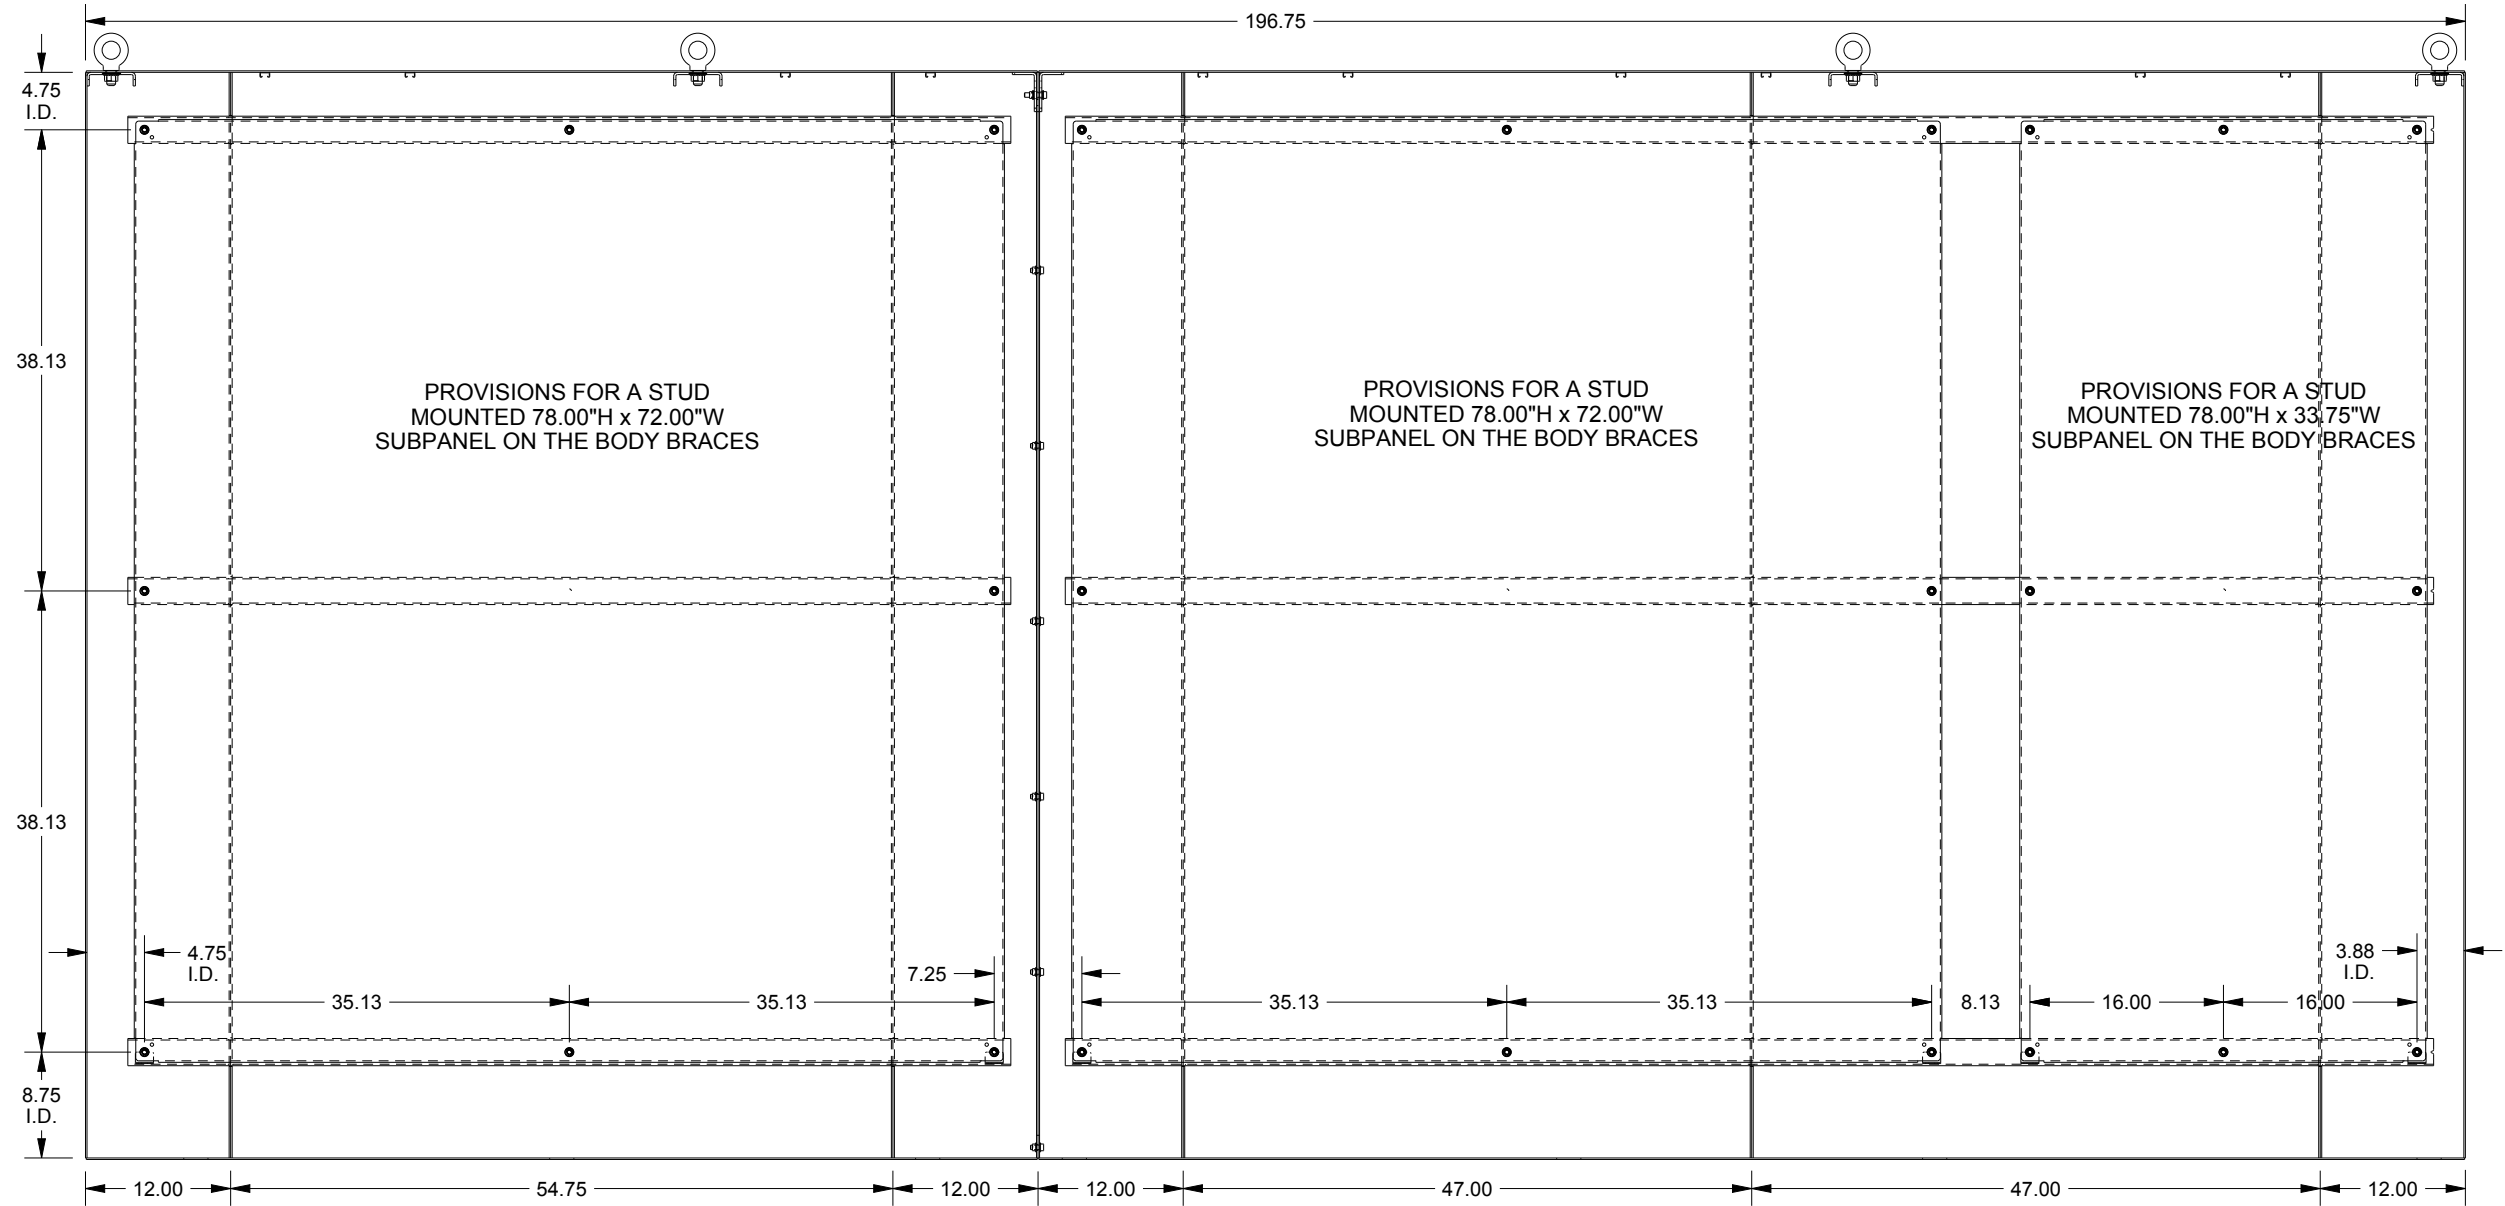 196.75
4.75
I.D.
38.13
PROVISIONS FOR A STUD
MOUNTED 78.00"H x 72.00"W
SUBPANEL ON THE BODY BRACES
PROVISIONS FOR A STUD
MOUNTED 78.00"H x 72.00"W
SUBPANEL ON THE BODY BRACES
PROVISIONS FOR A STUD
MOUNTED 78.00"H x 33.75"W
SUBPANEL ON THE BODY BRACES
38.13
4.75
I.D.
7.25
3.88
I.D.
35.13
35.13
35.13
35.13
8.13
16.00
16.00
8.75
I.D.
12.00
54.75
12.00
12.00
47.00
47.00
12.00